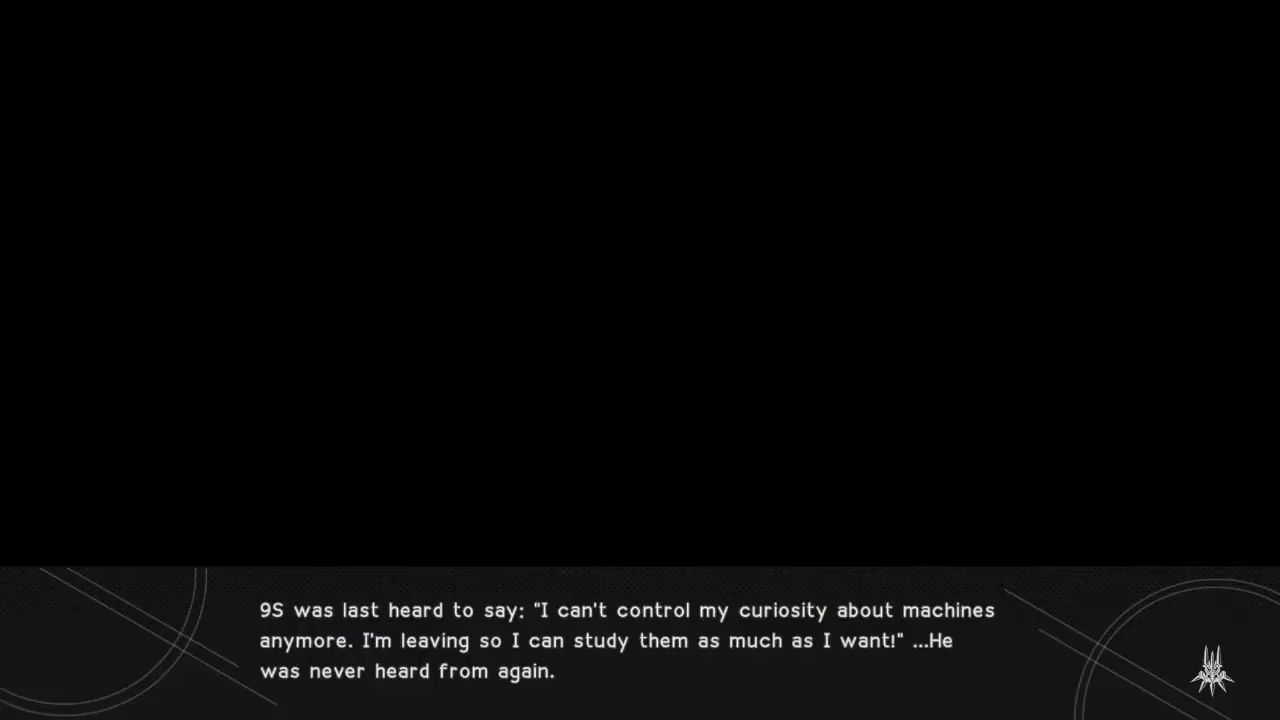 9S was last heard to say: "I can't control my curiosity about machines
anymore. I'm leaving so I can study them as much as I want!" ...He
was never heard from again.